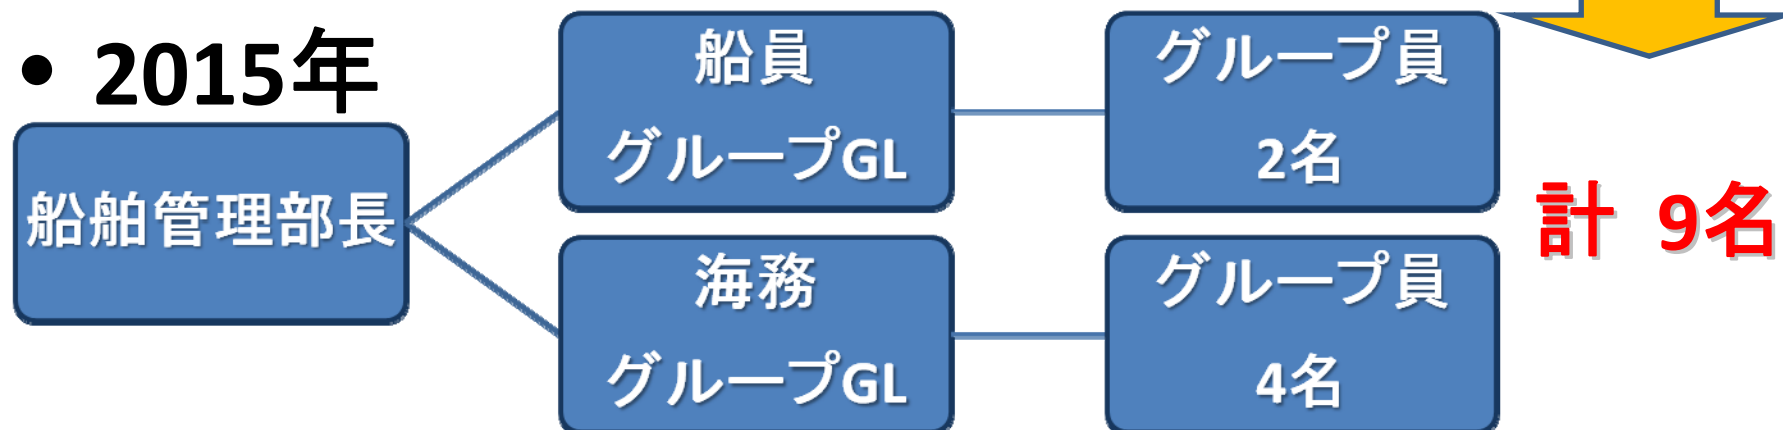 • 2015年
船舶管理部長
船員
グループGL
グループ員
2名
海務
グループGL
グループ員
4名
計 9名